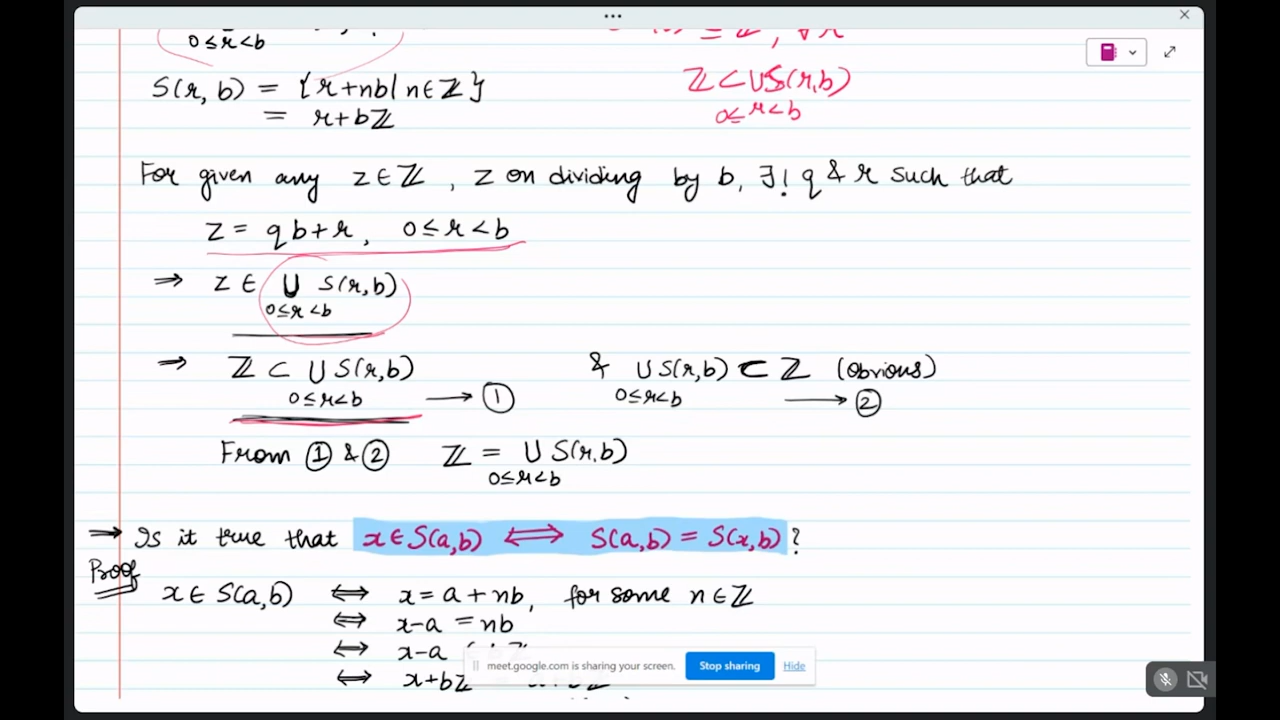 0≤r<b
S(r, b) = {r+nb| n∈ℤ}
= r+bℤ
ℤ ⊂ ∪ S(r,b)
0≤r<b
For given any z∈ℤ, z on dividing by b, ∃! q & r such that
z = qb+r, 0≤r<b
⇒ z ∈ ∪ S(r,b)
0≤r<b
⇒ ℤ ⊂ ∪ S(r,b) & ∪ S(r,b) ⊂ ℤ (obvious)
0≤r<b → ① 0≤r<b → ②
From ① & ② ℤ = ∪ S(r,b)
0≤r<b
→ Is it true that x∈S(a,b) ⟺ S(a,b) = S(x,b)?
Proof
x∈ S(a,b) ⟺ x = a + nb, for some n∈ℤ
⟺ x-a = nb
⟺ x-a
⟺ x+bℤ
meet.google.com is sharing your screen. Stop sharing Hide